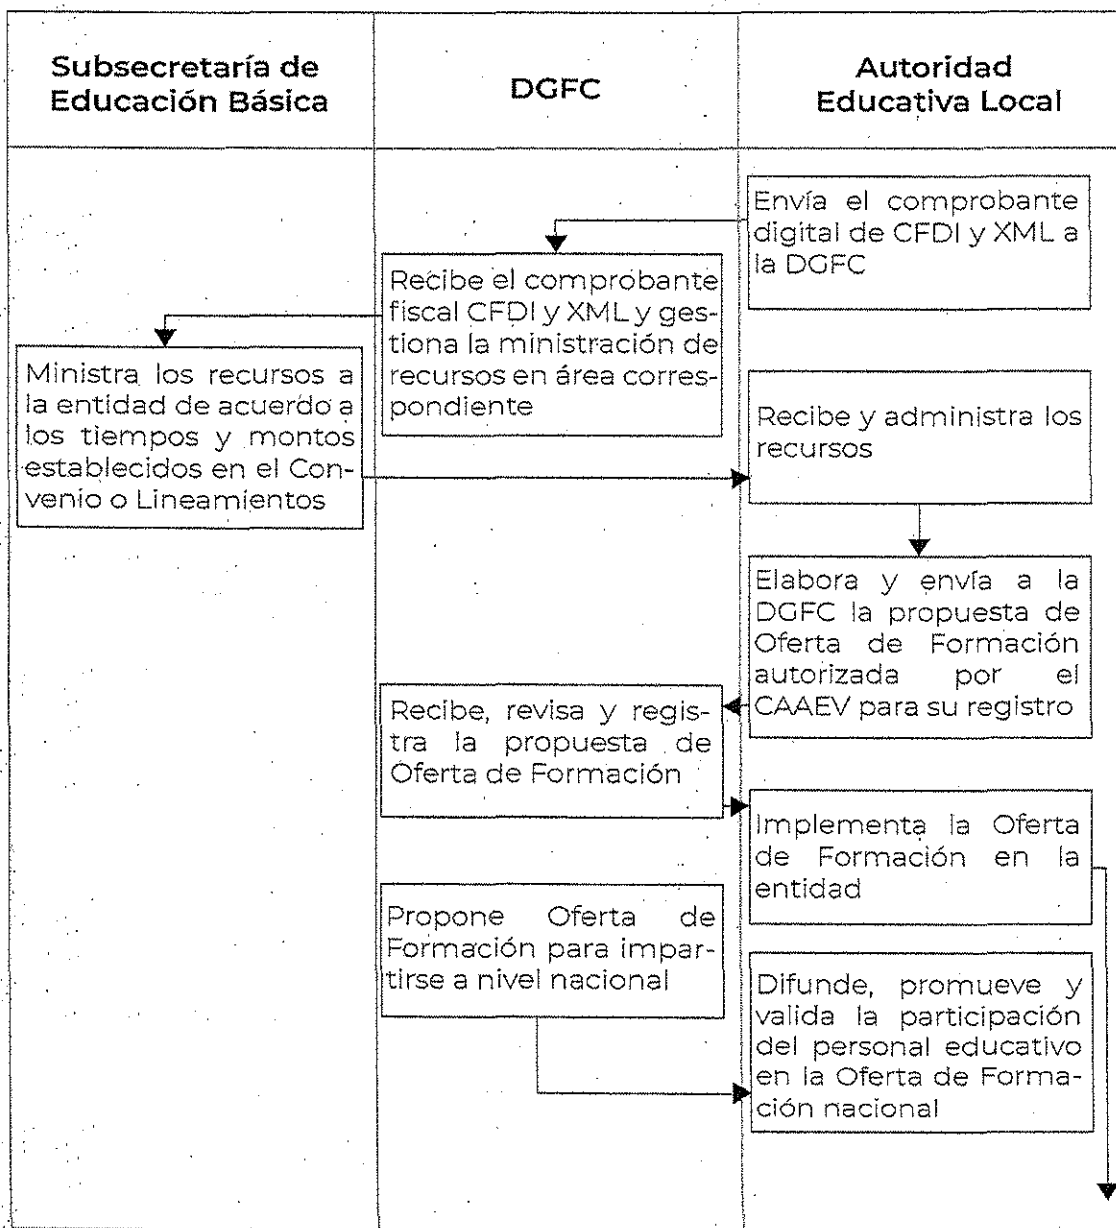 Subsecretaría de
Educación Básica
DGFC
Autoridad
Educativa Local
Envía el comprobante
digital de CFDI y XML a
la DGFC
Recibe el comprobante
fiscal CFDI y XML y ges-
tiona la ministración de
recursos en área corres-
pondiente
Ministra los recursos a
la entidad de acuerdo a
los tiempos y montos
establecidos en el Con-
venio o Lineamientos
Recibe y administra los
recursos
Elabora y envía a la
DGFC la propuesta de
Oferta de Formación
autorizada por el
CAAEV para su registro
Recibe, revisa y regis-
tra la propuesta de
Oferta de Formación
Implementa la Oferta
de Formación en la
entidad
Propone Oferta de
Formación para impar-
tirse a nivel nacional
Difunde, promueve y
valida la participación
del personal educativo
en la Oferta de Forma-
ción nacional